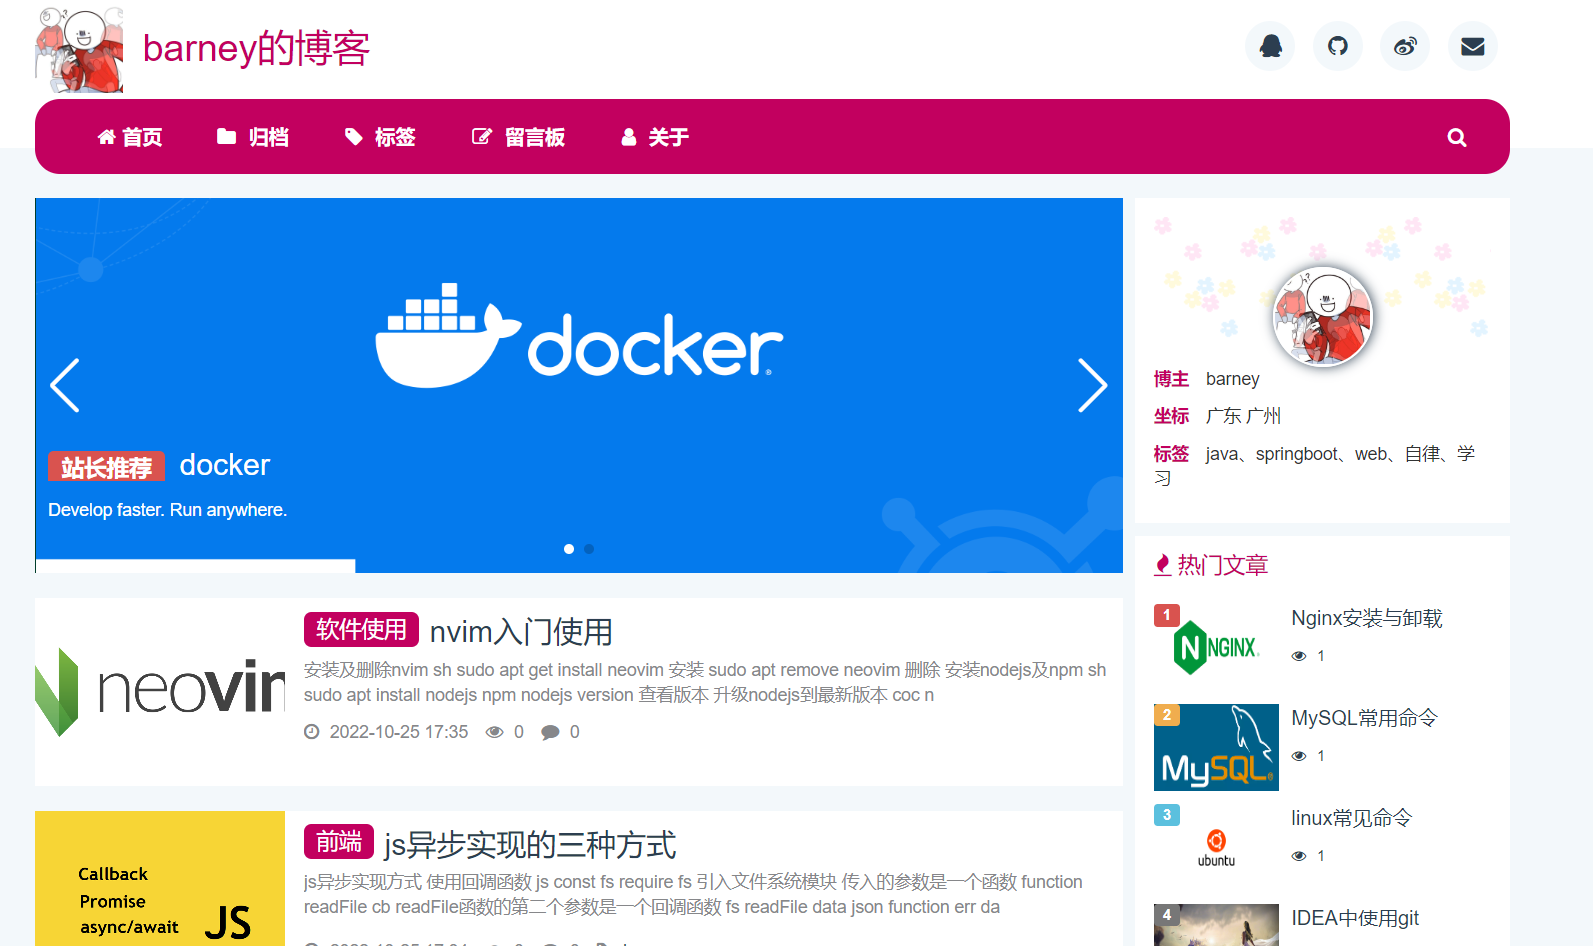 barney的博客
首页 归档 标签 留言板 关于
docker
站长推荐 docker
Develop faster. Run anywhere.
neovim
软件使用 nvim入门使用
安装及删除nvim sh sudo apt get install neovim 安装 sudo apt remove neovim 删除 安装nodejs及npm sh
sudo apt install nodejs npm nodejs version 查看版本 升级nodejs到最新版本 coc n
2022-10-25 17:35 0 0
Callback
Promise
async/await JS
前端 js异步实现的三种方式
js异步实现方式 使用回调函数 js const fs require fs 引入文件系统模块 传入的参数是一个函数 function
readFile cb readFile函数的第二个参数是一个回调函数 fs readFile data json function err da
博主 barney
坐标 广东 广州
标签 java、springboot、web、自律、学
习
热门文章
1 NGINX Nginx安装与卸载
1
2 MySQL MySQL常用命令
1
3 ubuntu linux常见命令
1
4 IDEA中使用git